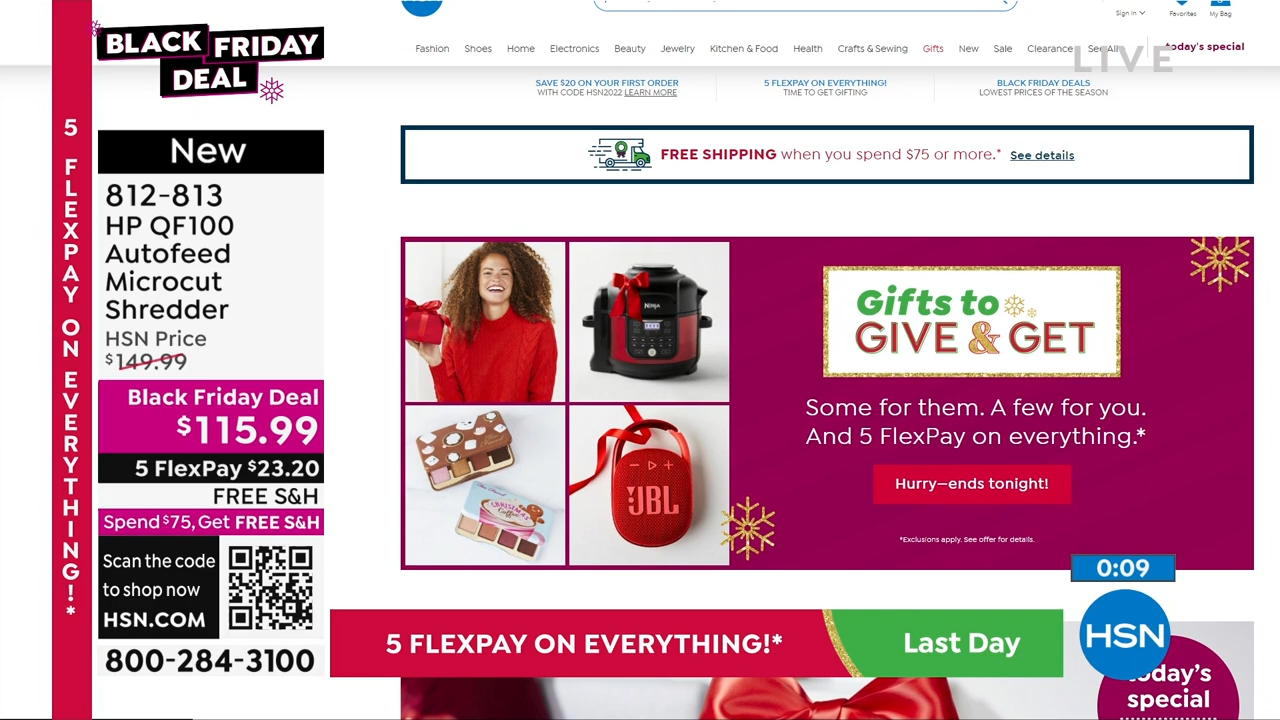 BLACK FRIDAY
DEAL
5 FLEXPAY ON EVERYTHING!*
New
812-813
HP QF100
Autofeed
Microcut
Shredder
HSN Price
$149.99
Black Friday Deal
$115.99
5 FlexPay $23.20
FREE S&H
Spend $75, Get FREE S&H
Scan the code
to shop now
HSN.COM
800-284-3100
Sign In
Favorites
My Bag
Fashion Shoes Home Electronics Beauty Jewelry Kitchen & Food Health Crafts & Sewing Gifts New Sale Clearance See All today's special
LIVE
SAVE $20 ON YOUR FIRST ORDER
WITH CODE HSN2022 LEARN MORE
5 FLEXPAY ON EVERYTHING!
TIME TO GET GIFTING
BLACK FRIDAY DEALS
LOWEST PRICES OF THE SEASON
FREE SHIPPING when you spend $75 or more.* See details
NINJA
JBL
Gifts to
GIVE & GET
Some for them. A few for you.
And 5 FlexPay on everything.*
Hurry—ends tonight!
*Exclusions apply. See offer for details.
0:09
5 FLEXPAY ON EVERYTHING!*
Last Day
HSN
today's
special